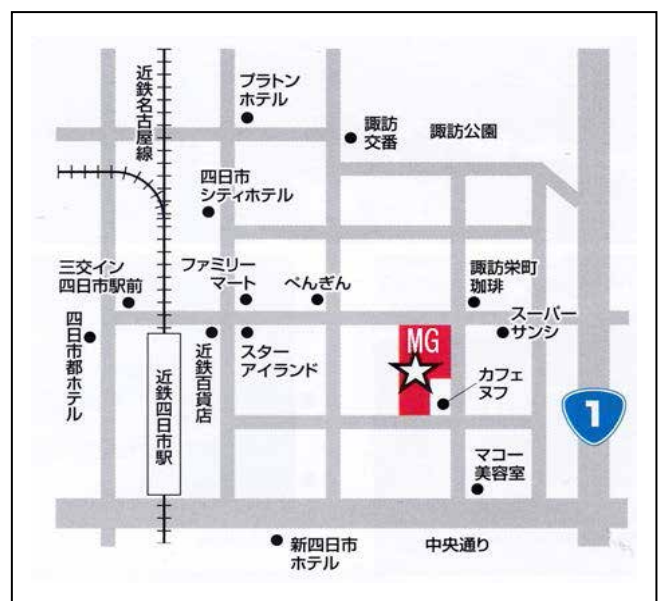 近鉄名古屋線
プラトン
ホテル
諏訪
交番
諏訪公園
四日市
シティホテル
三交イン
四日市駅前
ファミリー
マート
ぺんぎん
諏訪栄町
珈琲
スーパー
サンシ
四日市都ホテル
近鉄四日市駅
近鉄百貨店
スター
アイランド
MG
カフェ
ヌフ
1
マコー
美容室
新四日市
ホテル
中央通り